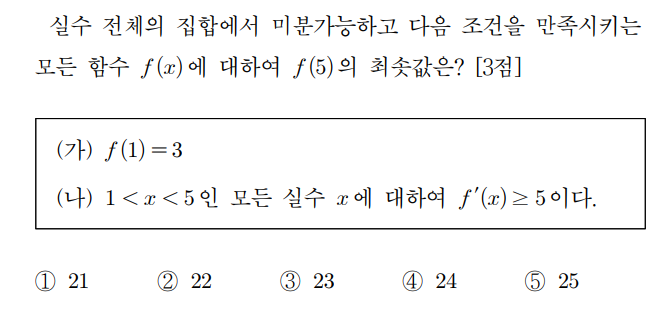 실수 전체의 집합에서 미분가능하고 다음 조건을 만족시키는
모든 함수 f(x)에 대하여 f(5)의 최솟값은? [3점]
(가) f(1)=3
(나) 1<x<5인 모든 실수 x에 대하여 f′(x)≥5이다.
① 21 ② 22 ③ 23 ④ 24 ⑤ 25